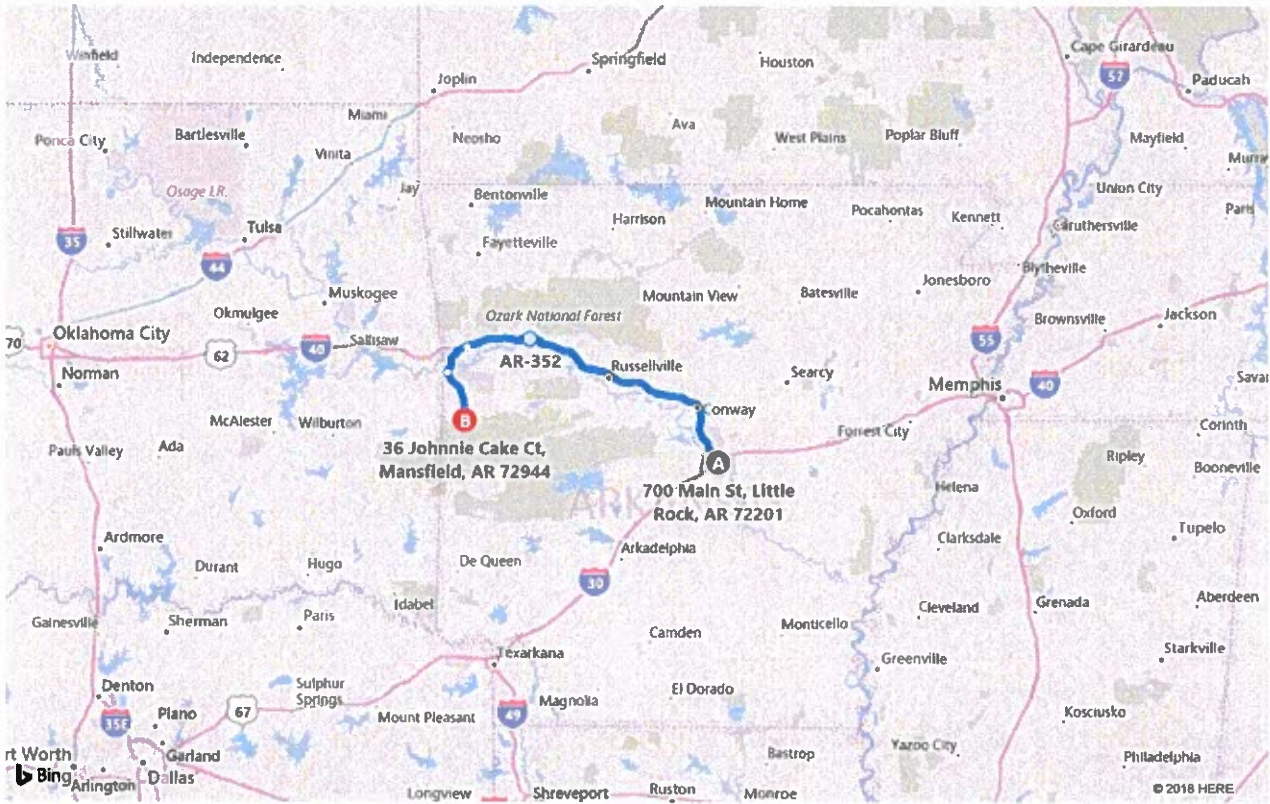 Winfield
Independence
Springfield
Houston
Cape Girardeau
Joplin
57
Paducah
Miami
Ponca City
Bartlesville
Neosho
Ava
West Plains
Poplar Bluff
Mayfield
Vinita
Murray
Osage I.R.
Jay
Bentonville
Mountain Home
Union City
Harrison
Pocahontas
Kennett
Paris
35
Stillwater
Tulsa
Fayetteville
Caruthersville
44
Blytheville
Muskogee
Mountain View
Batesville
Jonesboro
Okmulgee
Ozark National Forest
Brownsville
Jackson
70
Oklahoma City
62
40
Sallisaw
55
AR-352
Russellville
Norman
Searcy
Memphis
40
Savar
McAlester
Wilburton
B
Conway
Pauls Valley
Ada
36 Johnnie Cake Ct,
Mansfield, AR 72944
Forrest City
Corinth
A
Ripley
Booneville
700 Main St, Little
Rock, AR 72201
Helena
ARK
Oxford
Ardmore
Tupelo
Durant
Hugo
De Queen
Arkadelphia
Clarksdale
30
Idabel
Gainesville
Sherman
Paris
Camden
Monticello
Cleveland
Grenada
Aberdeen
Texarkana
Greenville
Starkville
Denton
Sulphur
Springs
35E
Plano
67
Mount Pleasant
49
Magnolia
El Dorado
Kosciusko
rt Worth
Garland
Bastrop
Yazoo City
Philadelphia
Bing
Arlington
Dallas
Longview
Shreveport
Ruston
Monroe
© 2018 HERE